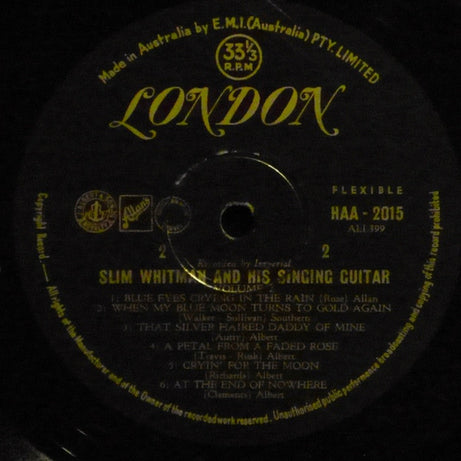 Made in Australia by E.M.I. (Australia) PTY. LIMITED
33⅓
R.P.M
LONDON
FLEXIBLE
HAA - 2015
ALI 399
Allans
2 2
Recorded by Imperial
SLIM WHITMAN AND HIS SINGING GUITAR
VOLUME
1: BLUE EYES CRYING IN THE RAIN (Rose) Allan
2: WHEN MY BLUE MOON TURNS TO GOLD AGAIN
(Walker - Sullivan) Southern
3: THAT SILVER HAIRED DADDY OF MINE
(Autry) Albert
4: A PETAL FROM A FADED ROSE
(Travis - Rusk) Albert
5: CRYIN' FOR THE MOON
(Richards) Albert
6: AT THE END OF NOWHERE
(Clements) Albert
Copyright Record — All rights of the Manufacturer and of the Owner of the recorded work reserved. Unauthorised public performance broadcasting and copying of this record prohibited